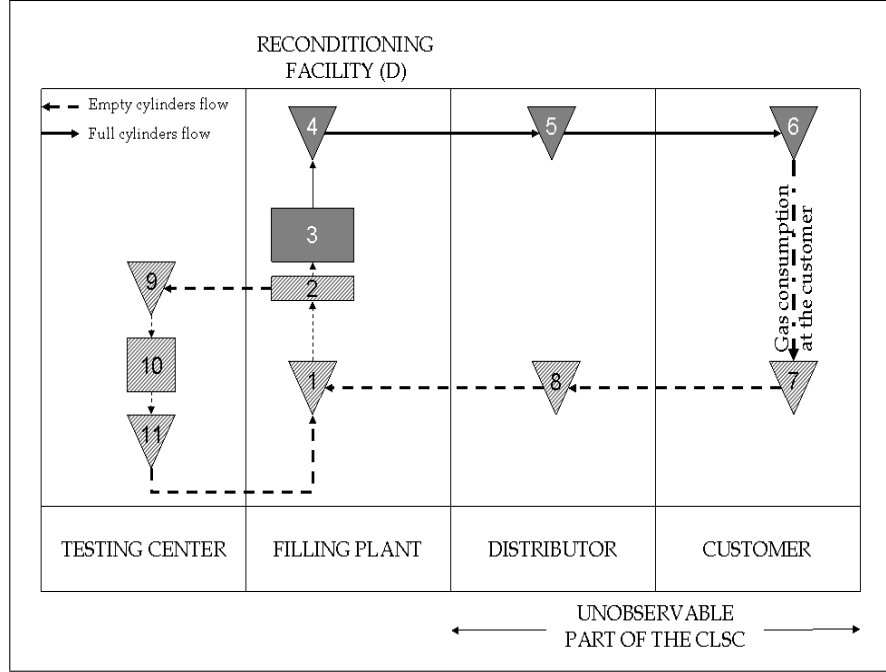 RECONDITIONING
FACILITY (D)
Empty cylinders flow
Full cylinders flow
4
5
6
3
Gas consumption
at the customer
9
2
10
1
8
7
11
TESTING CENTER
FILLING PLANT
DISTRIBUTOR
CUSTOMER
UNOBSERVABLE
PART OF THE CLSC